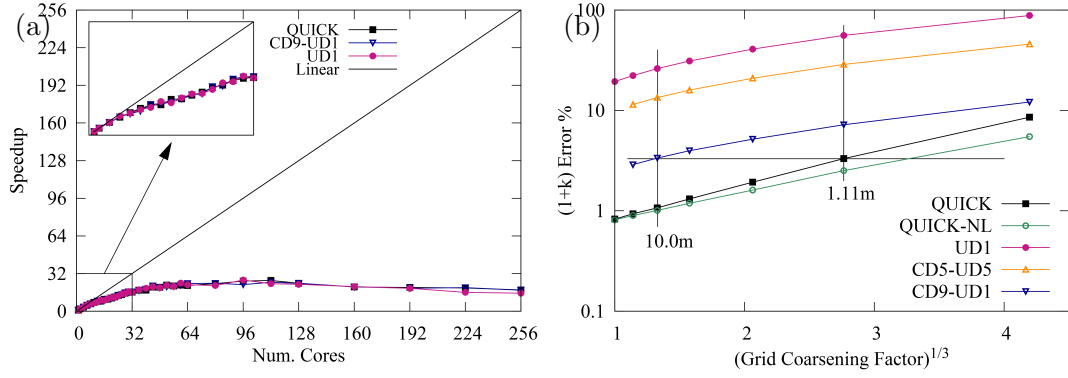 (a)
256
224
192
160
128
96
64
32
0
Speedup
QUICK
CD9-UD1
UD1
Linear
0 32 64 96 128 160 192 224 256
Num. Cores
(b)
100
10
1
0.1
(1+k) Error %
10.0m
1.11m
QUICK
QUICK-NL
UD1
CD5-UD5
CD9-UD1
1 2 3 4
(Grid Coarsening Factor)^{1/3}